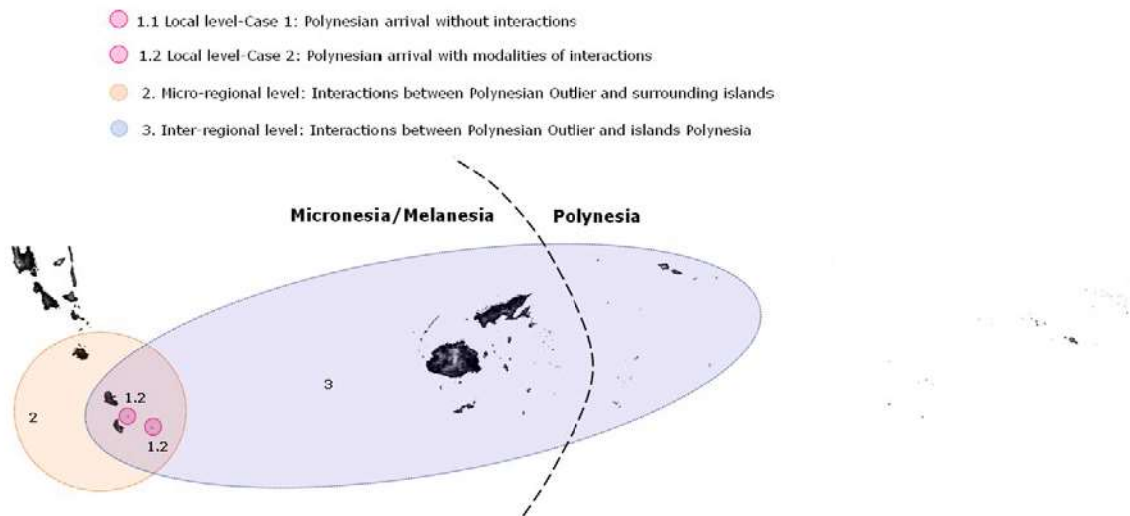 1.1 Local level-Case 1: Polynesian arrival without interactions
1.2 Local level-Case 2: Polynesian arrival with modalities of interactions
2. Micro-regional level: Interactions between Polynesian Outlier and surrounding islands
3. Inter-regional level: Interactions between Polynesian Outlier and islands Polynesia
Micronesia/Melanesia Polynesia
3
1.2
2
1.2